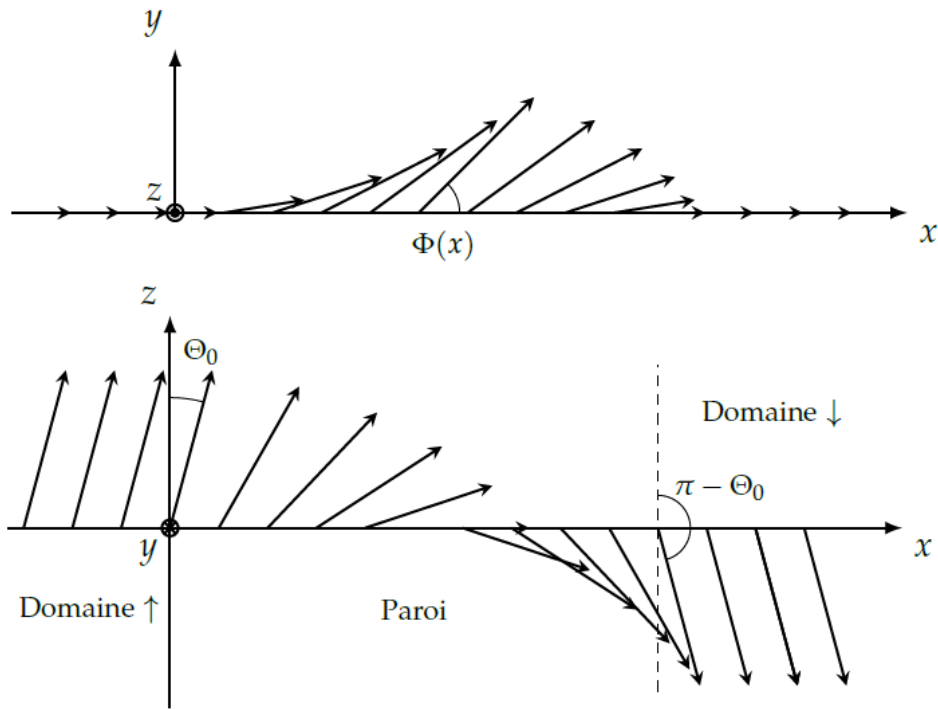 y
z
Φ(x)
x
z
Θ₀
Domaine ↓
π − Θ₀
y
x
Domaine ↑
Paroi